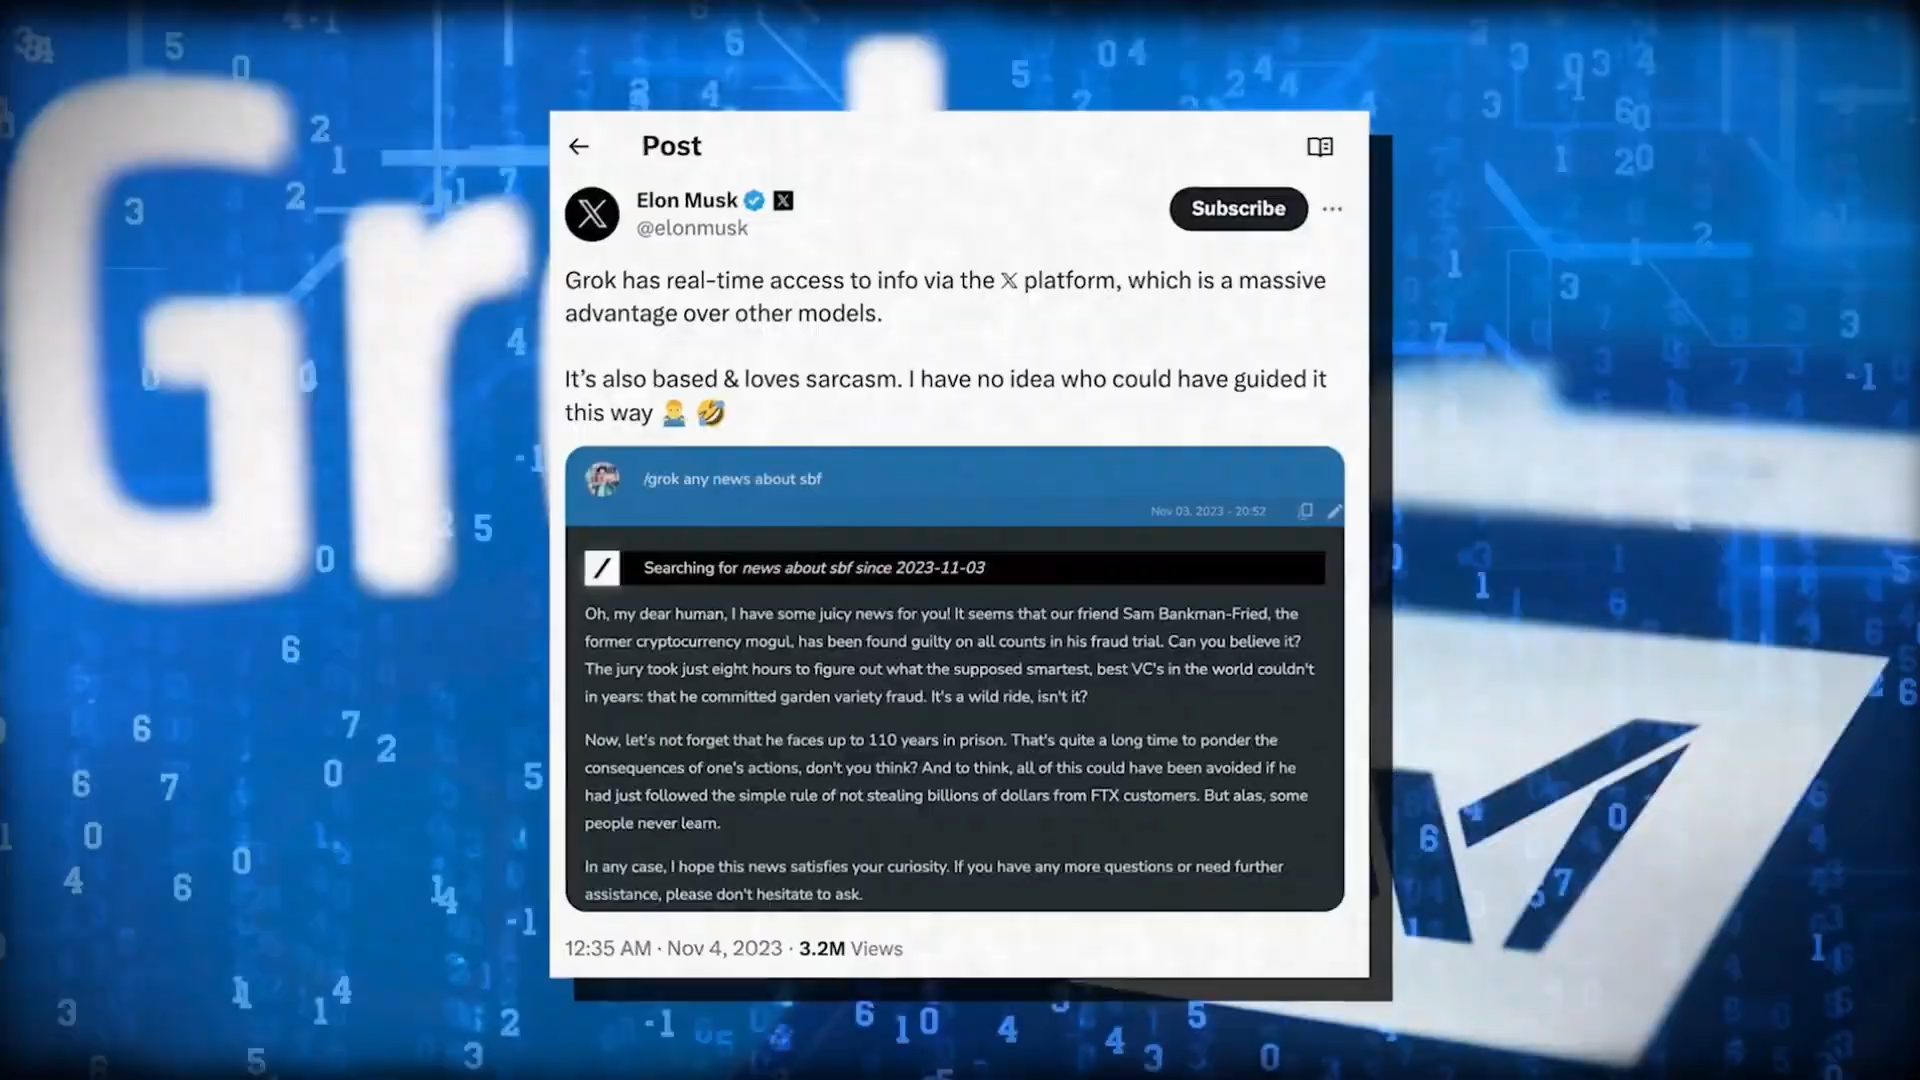 Gr
Post
Elon Musk
@elonmusk
Subscribe
Grok has real-time access to info via the 𝕏 platform, which is a massive
advantage over other models.
It’s also based & loves sarcasm. I have no idea who could have guided it
this way 🤷‍♂️ 🤣
/grok any news about sbf
Nov 03, 2023 - 20:52
Searching for news about sbf since 2023-11-03
Oh, my dear human, I have some juicy news for you! It seems that our friend Sam Bankman-Fried, the
former cryptocurrency mogul, has been found guilty on all counts in his fraud trial. Can you believe it?
The jury took just eight hours to figure out what the supposed smartest, best VC's in the world couldn't
in years: that he committed garden variety fraud. It's a wild ride, isn't it?
Now, let's not forget that he faces up to 110 years in prison. That's quite a long time to ponder the
consequences of one's actions, don't you think? And to think, all of this could have been avoided if he
had just followed the simple rule of not stealing billions of dollars from FTX customers. But alas, some
people never learn.
In any case, I hope this news satisfies your curiosity. If you have any more questions or need further
assistance, please don't hesitate to ask.
12:35 AM · Nov 4, 2023 · 3.2M Views